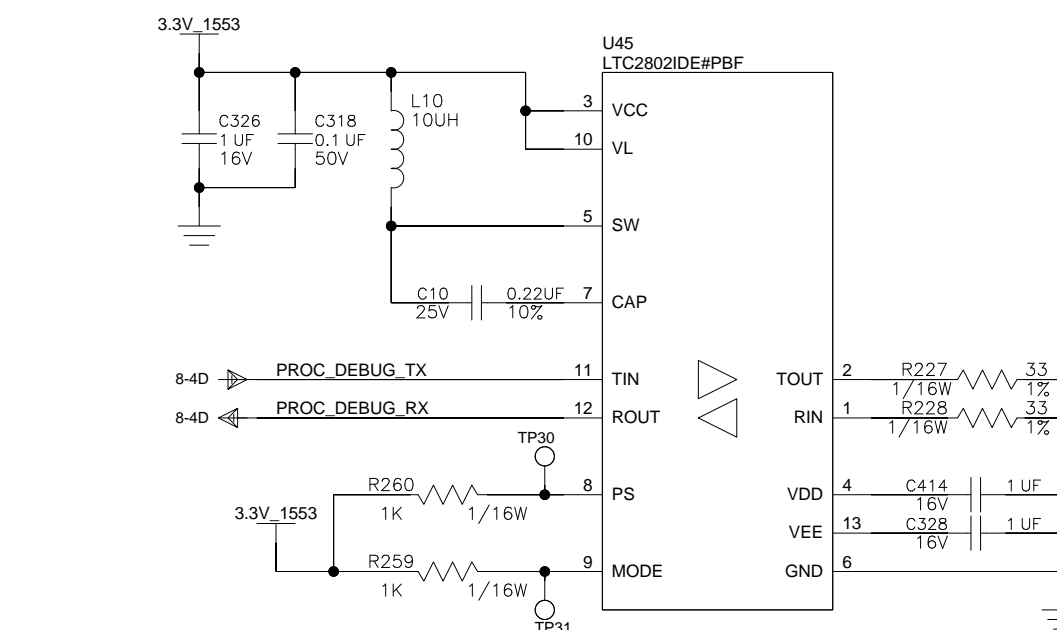 3.3V_1553
U45
LTC2802IDE#PBF
C326
1 UF
16V
C318
0.1 UF
50V
L10
10UH
3 VCC
10 VL
5 SW
C10 0.22UF 7 CAP
25V 10%
8-4D PROC_DEBUG_TX 11 TIN
TOUT 2 R227 33
1/16W 1%
8-4D PROC_DEBUG_RX 12 ROUT
RIN 1 R228 33
1/16W 1%
TP30
R260 8 PS
1K 1/16W
VDD 4 C414 1 UF
16V
3.3V_1553
VEE 13 C328 1 UF
16V
R259 9 MODE
1K 1/16W
GND 6
TP31